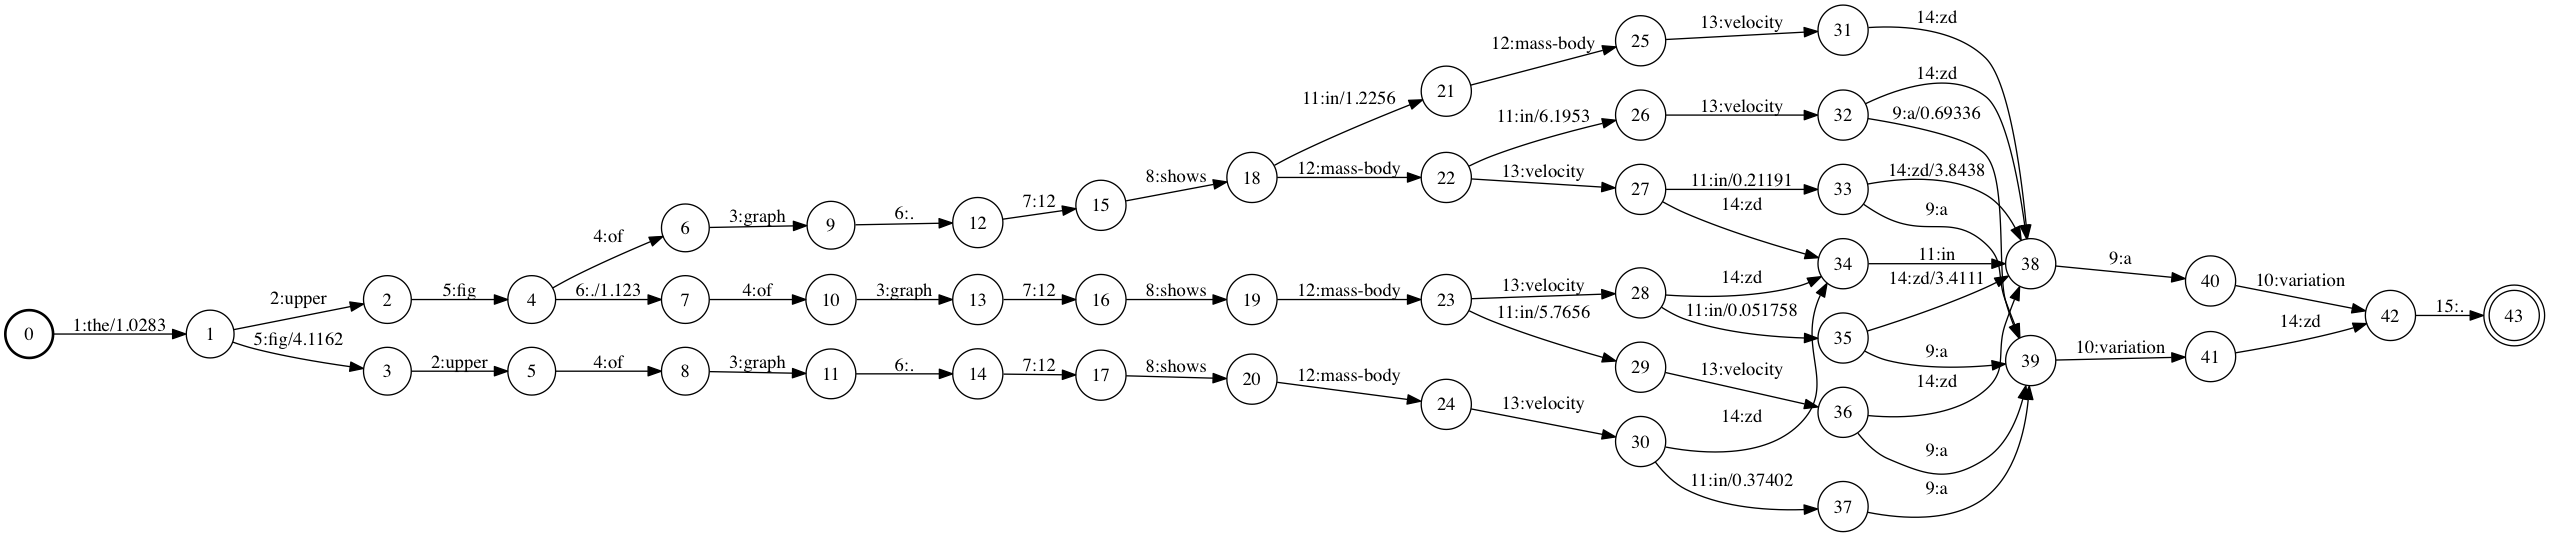 0
1:the/1.0283
1
2:upper
5:fig/4.1162
2
3
5:fig
2:upper
4
5
4:of
6:./1.123
4:of
6
7
8
3:graph
4:of
3:graph
9
10
11
6:.
3:graph
6:.
12
13
14
7:12
7:12
7:12
15
16
17
8:shows
8:shows
8:shows
18
19
20
11:in/1.2256
12:mass-body
12:mass-body
12:mass-body
21
22
23
24
12:mass-body
11:in/6.1953
13:velocity
13:velocity
11:in/5.7656
13:velocity
25
26
27
28
29
30
13:velocity
13:velocity
11:in/0.21191
14:zd
14:zd
11:in/0.051758
13:velocity
14:zd
11:in/0.37402
31
32
33
34
35
36
37
14:zd
14:zd
9:a/0.69336
14:zd/3.8438
9:a
11:in
14:zd/3.4111
9:a
14:zd
9:a
9:a
38
39
9:a
10:variation
40
41
10:variation
14:zd
42
15:.
43